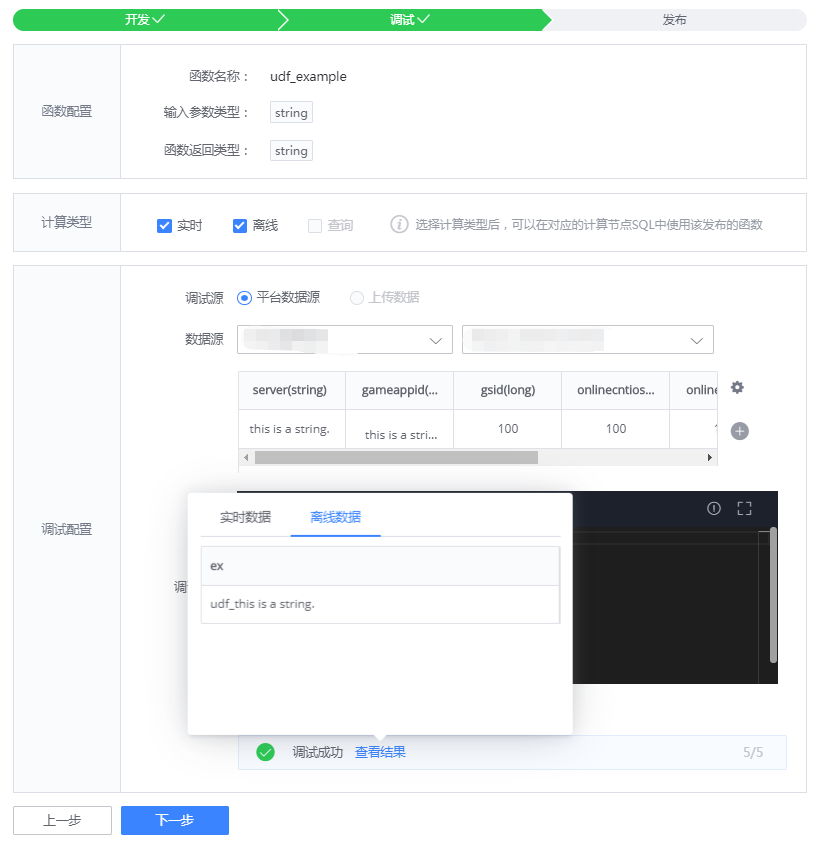 开发
调试
发布
函数配置
函数名称：
udf_example
输入参数类型：
string
函数返回类型：
string
计算类型
实时
离线
查询
选择计算类型后，可以在对应的计算节点SQL中使用该发布的函数
调试配置
调试源
平台数据源
上传数据
数据源
server(string)
gameappid(...
gsid(long)
onlinecntios...
online
this is a string.
this is a stri...
100
100
调
实时数据
离线数据
ex
udf_this is a string.
调试成功
查看结果
5/5
上一步
下一步